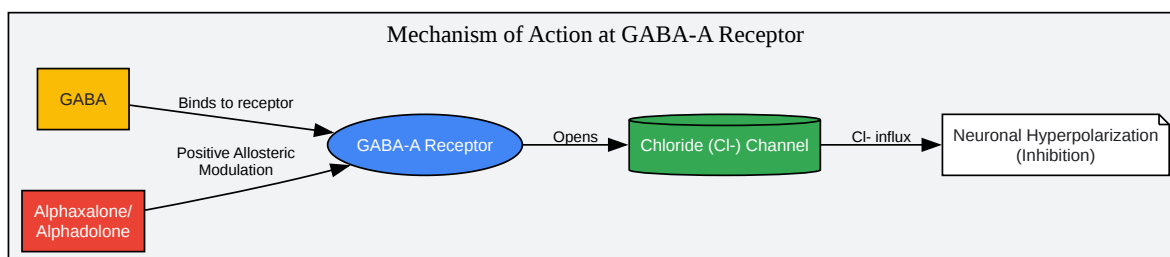 Mechanism of Action at GABA-A Receptor
GABA
Binds to receptor
Positive Allosteric
Modulation
Alphaxalone/
Alphadolone
GABA-A Receptor
Opens
Chloride (Cl-) Channel
Cl- influx
Neuronal Hyperpolarization
(Inhibition)